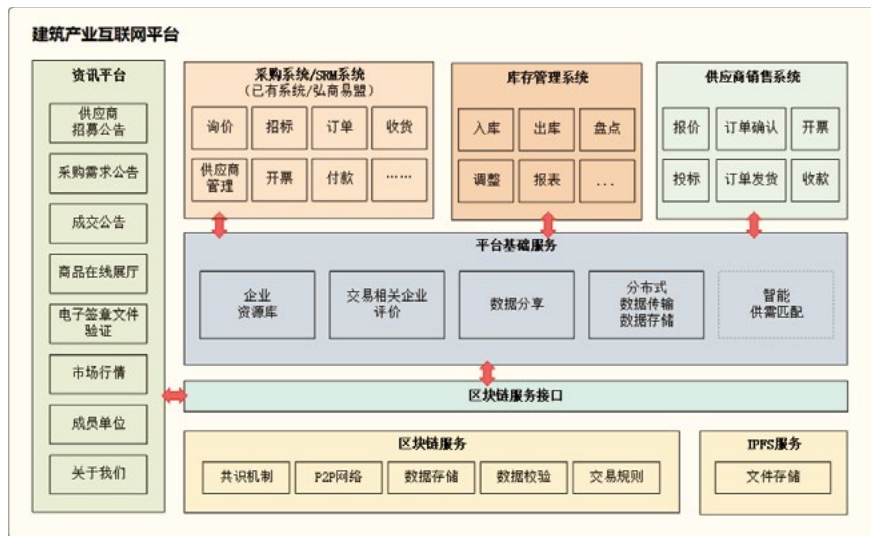 建筑产业互联网平台
资讯平台
供应商
招募公告
采购需求公告
成交公告
商品在线展厅
电子签章文件
验证
市场行情
成员单位
关于我们
采购系统/SRM系统
(已有系统/弘商易盟)
询价
招标
订单
收货
供应商
管理
开票
付款
……
库存管理系统
入库
出库
盘点
调整
报表
...
供应商销售系统
报价
订单确认
开票
投标
订单发货
收款
平台基础服务
企业
资源库
交易相关企业
评价
数据分享
分布式
数据传输
数据存储
智能
供需匹配
区块链服务接口
区块链服务
共识机制
P2P网络
数据存储
数据校验
交易规则
IPFS服务
文件存储